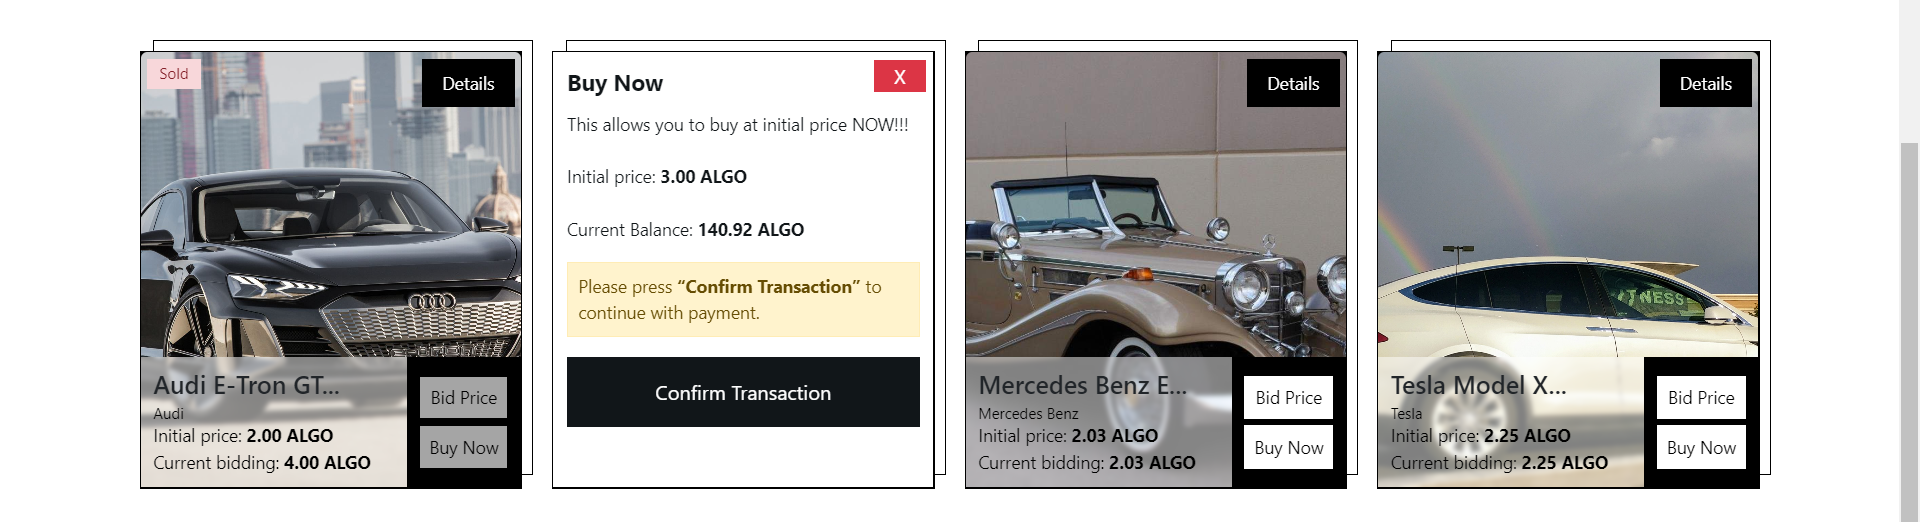 Sold
Details
Audi E-Tron GT...
Audi
Initial price: 2.00 ALGO
Current bidding: 4.00 ALGO
Bid Price
Buy Now
Buy Now
X
This allows you to buy at initial price NOW!!!
Initial price: 3.00 ALGO
Current Balance: 140.92 ALGO
Please press “Confirm Transaction” to
continue with payment.
Confirm Transaction
Details
Mercedes Benz E...
Mercedes Benz
Initial price: 2.03 ALGO
Current bidding: 2.03 ALGO
Bid Price
Buy Now
Details
TNESS
Tesla Model X...
Tesla
Initial price: 2.25 ALGO
Current bidding: 2.25 ALGO
Bid Price
Buy Now